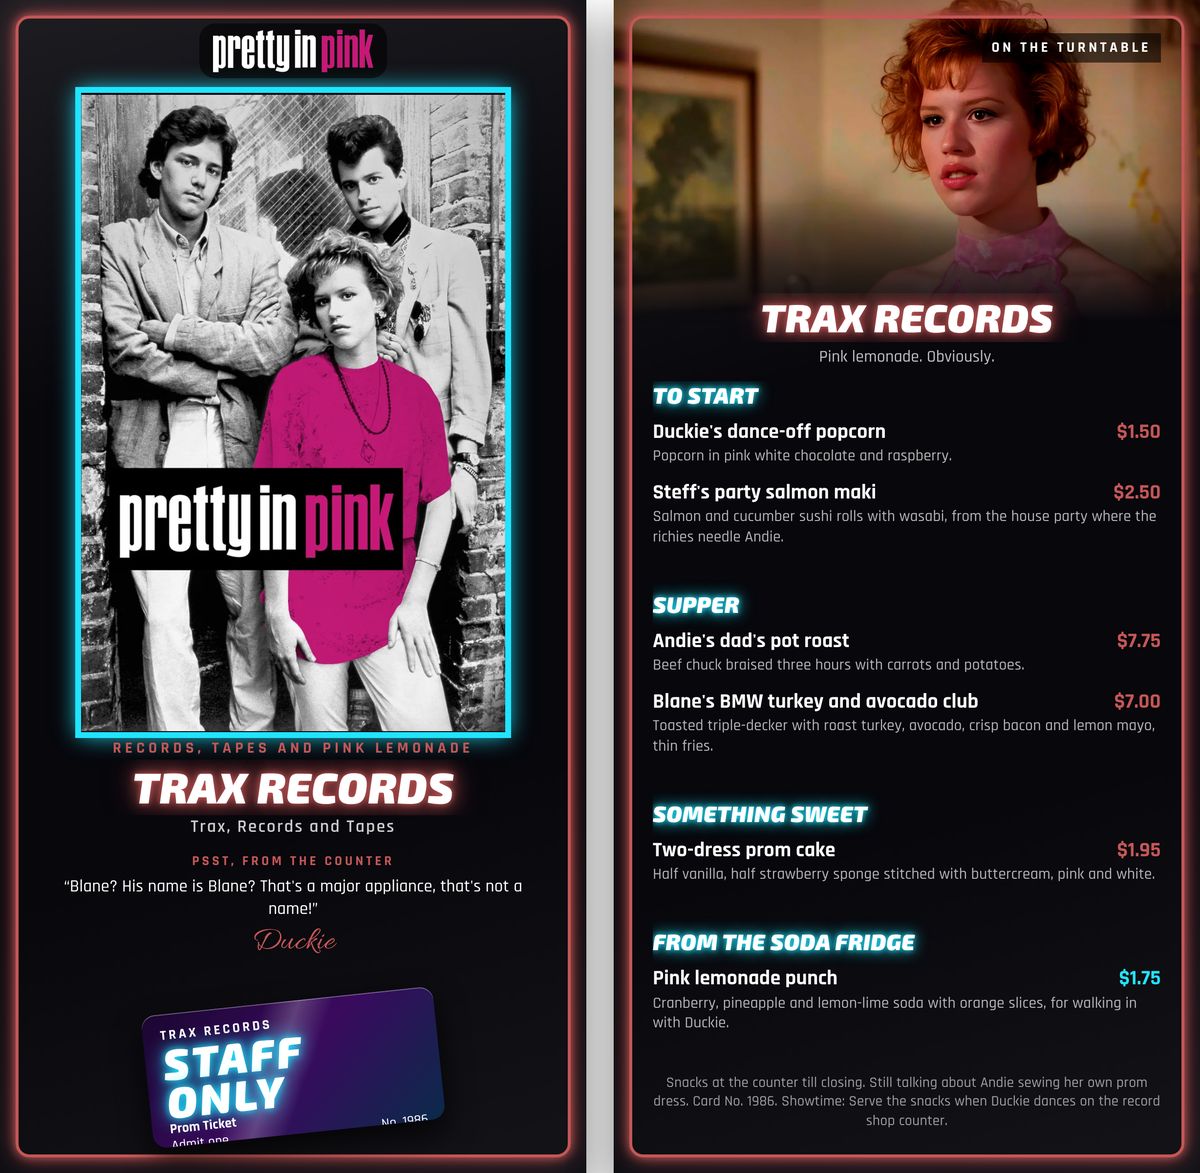 pretty in pink
pretty in pink
RECORDS, TAPES AND PINK LEMONADE
TRAX RECORDS
Trax, Records and Tapes
PSST, FROM THE COUNTER
“Blane? His name is Blane? That's a major appliance, that's not a
name!”
Duckie
TRAX RECORDS
STAFF
ONLY
Prom Ticket
No. 1986
Admit one
ON THE TURNTABLE
TRAX RECORDS
Pink lemonade. Obviously.
TO START
Duckie's dance-off popcorn $1.50
Popcorn in pink white chocolate and raspberry.
Steff's party salmon maki $2.50
Salmon and cucumber sushi rolls with wasabi, from the house party where the
richies needle Andie.
SUPPER
Andie's dad's pot roast $7.75
Beef chuck braised three hours with carrots and potatoes.
Blane's BMW turkey and avocado club $7.00
Toasted triple-decker with roast turkey, avocado, crisp bacon and lemon mayo,
thin fries.
SOMETHING SWEET
Two-dress prom cake $1.95
Half vanilla, half strawberry sponge stitched with buttercream, pink and white.
FROM THE SODA FRIDGE
Pink lemonade punch $1.75
Cranberry, pineapple and lemon-lime soda with orange slices, for walking in
with Duckie.
Snacks at the counter till closing. Still talking about Andie sewing her own prom
dress. Card No. 1986. Showtime: Serve the snacks when Duckie dances on the record
shop counter.